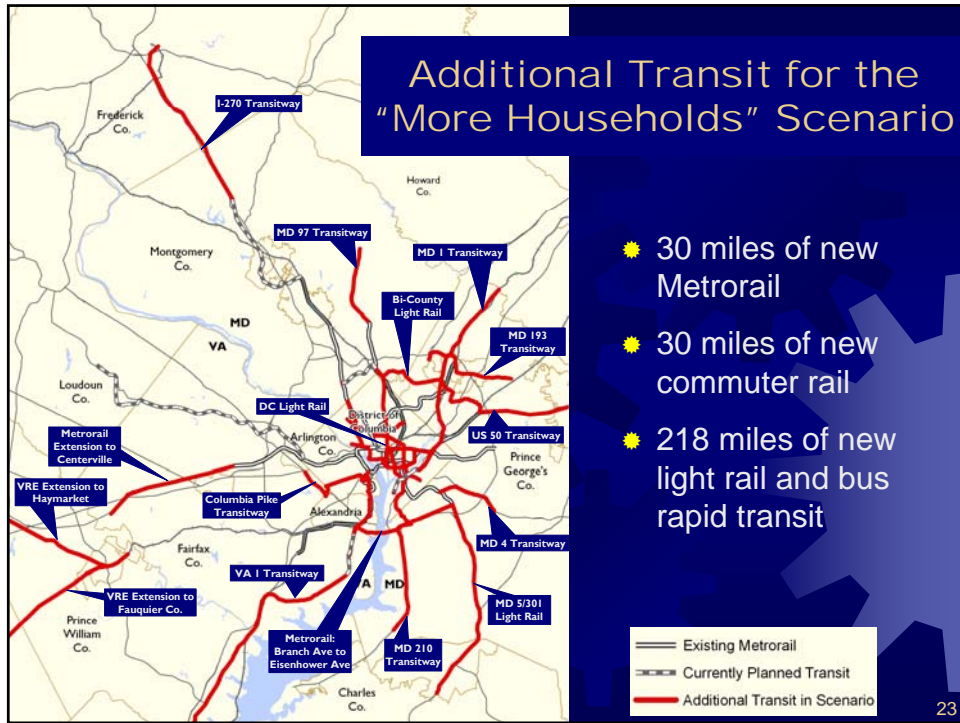 Additional Transit for the
"More Households" Scenario
I-270 Transitway
Frederick
Co.
Howard
Co.
MD 97 Transitway
MD 1 Transitway
Montgomery
Co.
Bi-County
Light Rail
MD
VA
MD 193
Transitway
Loudoun
Co.
DC Light Rail
District of
Columbia
Metrorail
Extension to
Centerville
Arlington
Co.
US 50 Transitway
Prince
George's
Co.
VRE Extension to
Haymarket
Columbia Pike
Transitway
Alexandria
MD 4 Transitway
Fairfax
Co.
VA 1 Transitway
VA
MD
VRE Extension to
Fauquier Co.
MD 5/301
Light Rail
Prince
William
Co.
Metrorail:
Branch Ave to
Eisenhower Ave
MD 210
Transitway
Charles
Co.
30 miles of new
Metrorail
30 miles of new
commuter rail
218 miles of new
light rail and bus
rapid transit
Existing Metrorail
Currently Planned Transit
Additional Transit in Scenario
23